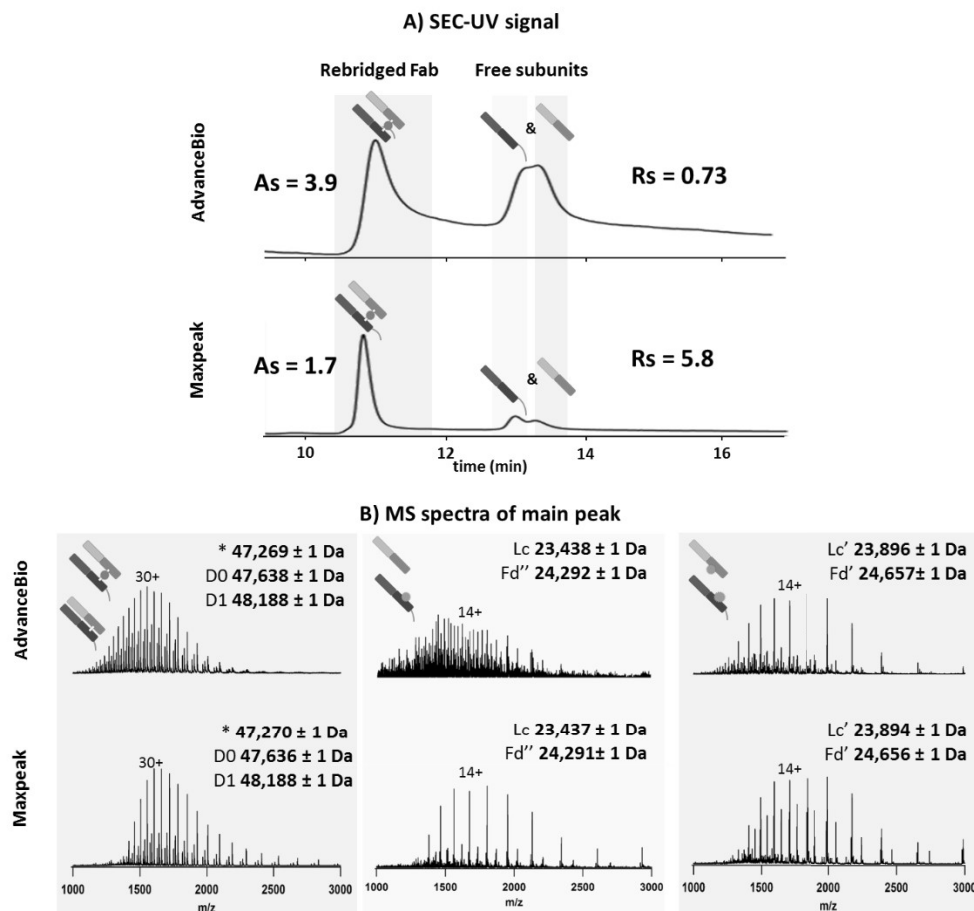 A) SEC-UV signal
Rebridged Fab Free subunits
AdvanceBio
&
As = 3.9
Rs = 0.73
10 12 14 16
Maxpeak
&
As = 1.7
Rs = 5.8
10 12 14 16
time (min)
B) MS spectra of main peak
AdvanceBio
* 47,269 ± 1 Da
D0 47,638 ± 1 Da
D1 48,188 ± 1 Da
30+
Lc 23,438 ± 1 Da
Fd'' 24,292 ± 1 Da
14+
Lc' 23,896 ± 1 Da
Fd' 24,657± 1 Da
14+
Maxpeak
* 47,270 ± 1 Da
D0 47,636 ± 1 Da
D1 48,188 ± 1 Da
30+
Lc 23,437 ± 1 Da
Fd'' 24,291± 1 Da
14+
Lc' 23,894 ± 1 Da
Fd' 24,656 ± 1 Da
14+
1000 1500 2000 2500 3000
m/z
1000 1500 2000 2500 3000
m/z
1000 1500 2000 2500 3000
m/z